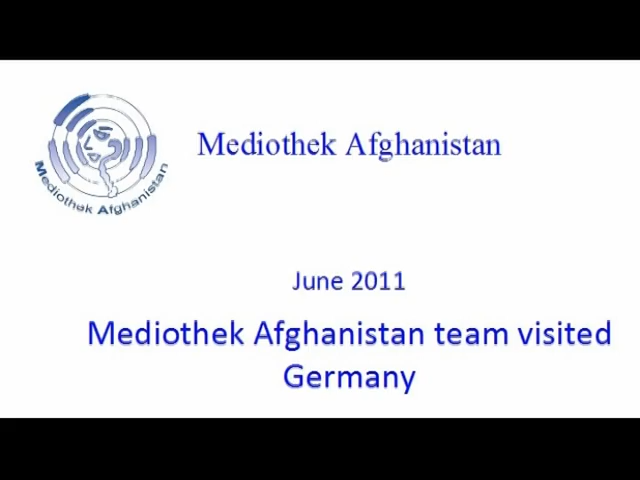 Mediothek Afghanistan
Mediothek Afghanistan
June 2011
Mediothek Afghanistan team visited
Germany